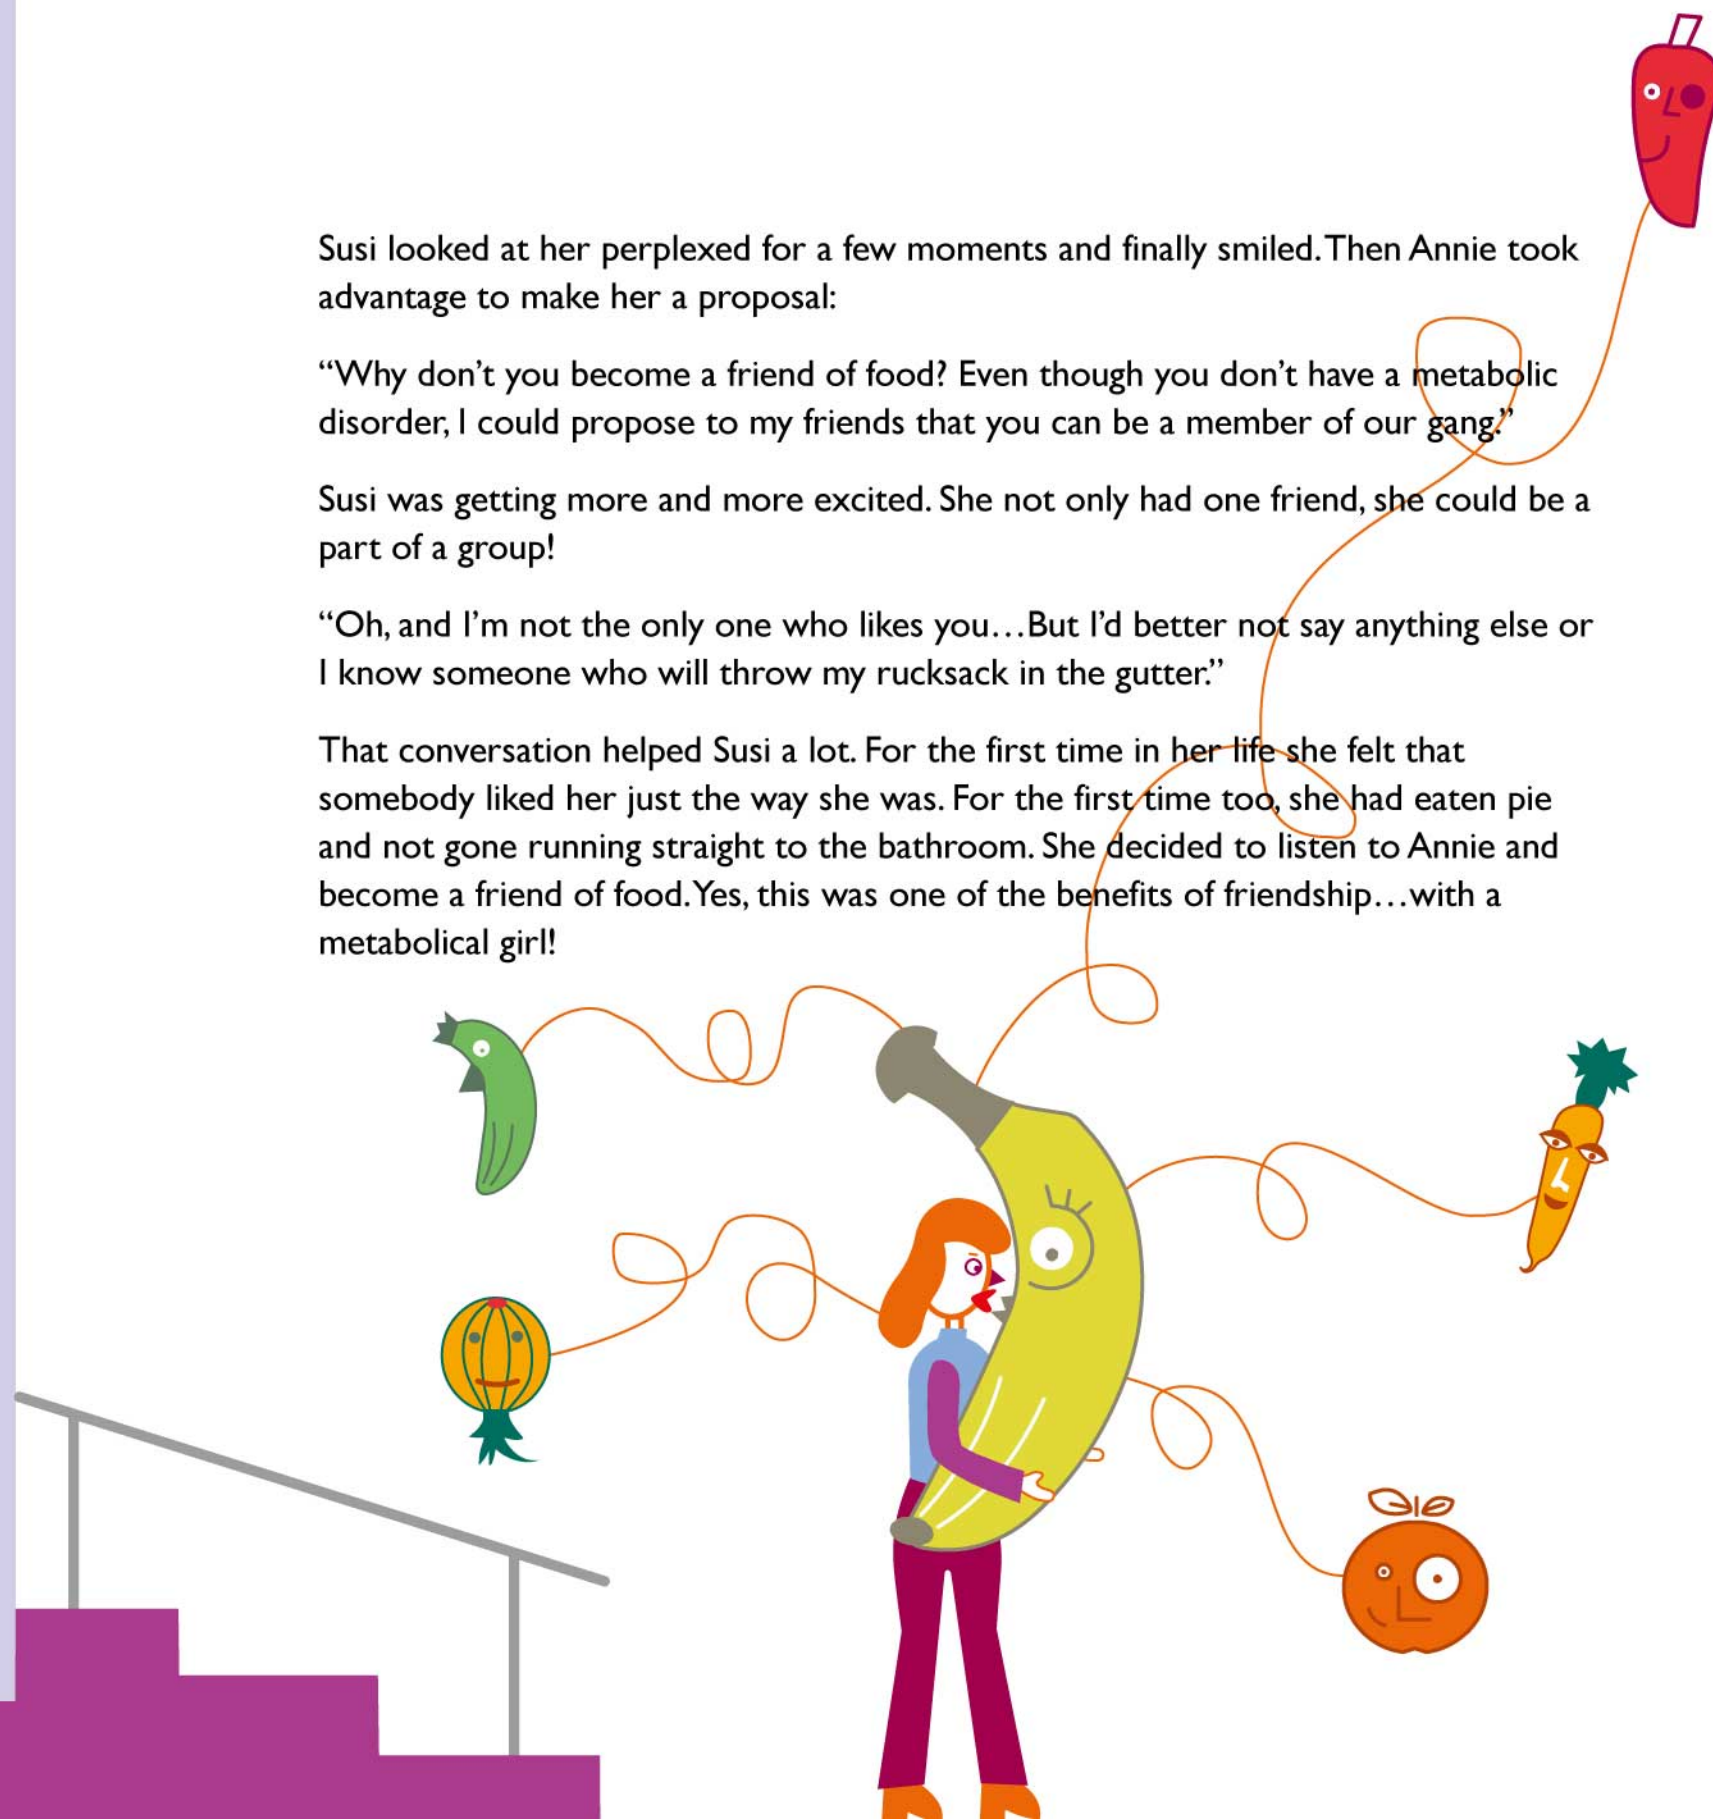 Susi looked at her perplexed for a few moments and finally smiled. Then Annie took
advantage to make her a proposal:
“Why don’t you become a friend of food? Even though you don’t have a metabolic
disorder, I could propose to my friends that you can be a member of our gang.”
Susi was getting more and more excited. She not only had one friend, she could be a
part of a group!
“Oh, and I’m not the only one who likes you…But I’d better not say anything else or
I know someone who will throw my rucksack in the gutter.”
That conversation helped Susi a lot. For the first time in her life she felt that
somebody liked her just the way she was. For the first time too, she had eaten pie
and not gone running straight to the bathroom. She decided to listen to Annie and
become a friend of food. Yes, this was one of the benefits of friendship…with a
metabolical girl!